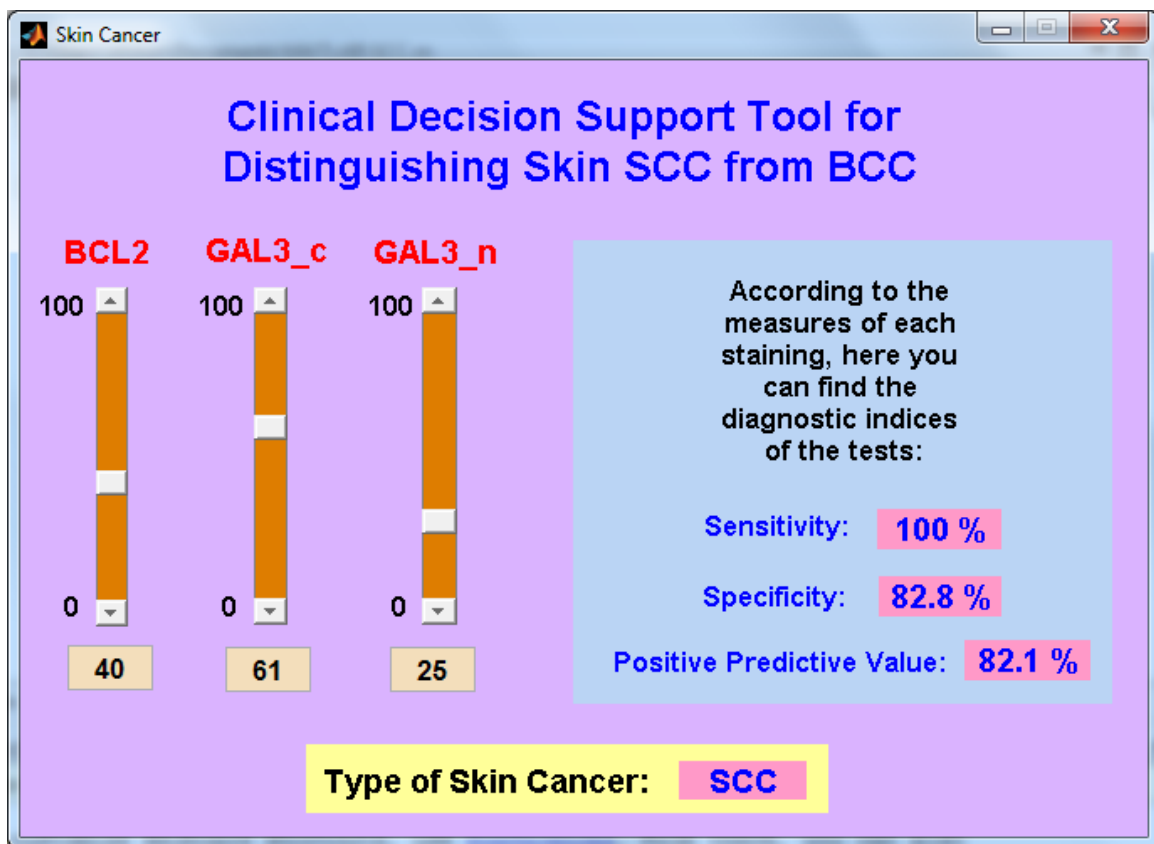 Skin Cancer
Clinical Decision Support Tool for
Distinguishing Skin SCC from BCC
BCL2
GAL3_c
GAL3_n
100
100
100
0
0
0
40
61
25
According to the
measures of each
staining, here you
can find the
diagnostic indices
of the tests:
Sensitivity: 100 %
Specificity: 82.8 %
Positive Predictive Value: 82.1 %
Type of Skin Cancer: SCC